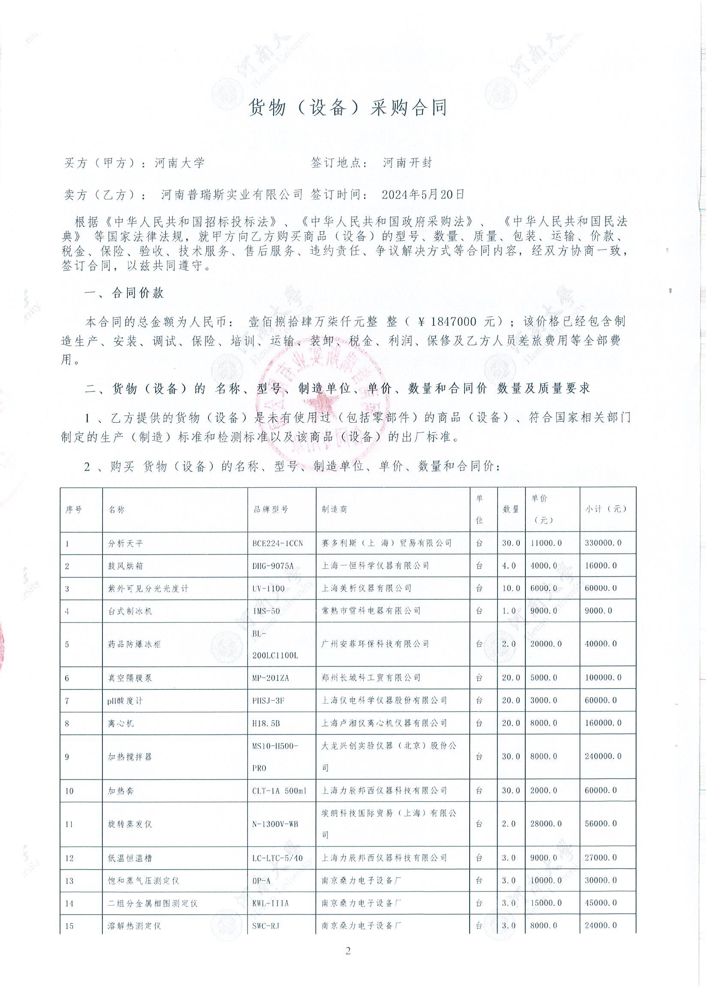 货物（设备）采购合同
买方（甲方）：河南大学 签订地点： 河南开封
卖方（乙方）： 河南普瑞斯实业有限公司 签订时间： 2024年5月20日
根据《中华人民共和国招标投标法》、《中华人民共和国政府采购法》、 《中华人民共和国民法
典》 等国家法律法规，就甲方向乙方购买商品（设备）的型号、数量、质量、包装、运输、价款、
税金、保险、验收、技术服务、售后服务、违约责任、争议解决方式等合同内容，经双方协商一致，
签订合同，以兹共同遵守。
一、合同价款
本合同的总金额为人民币： 壹佰捌拾肆万柒仟元整 整（ ￥1847000 元）；该价格已经包含制
造生产、安装、调试、保险、培训、运输、装卸、税金、利润、保修及乙方人员差旅费用等全部费
用。
二、货物（设备）的 名称、型号、制造单位、单价、数量和合同价 数量及质量要求
1 、乙方提供的货物（设备）是未有使用过（包括零部件）的商品（设备）、符合国家相关部门
制定的生产（制造）标准和检测标准以及该商品（设备）的出厂标准。
2 、购买 货物（设备）的名称、型号、制造单位、单价、数量和合同价：
序号 名称 品牌型号 制造商 单位 数量 单价（元） 小计（元）
1 分析天平 BCE224-1CCN 赛多利斯（上 海）贸易有限公司 台 30.0 11000.0 330000.0
2 鼓风烘箱 DHG-9075A 上海一恒科学仪器有限公司 台 4.0 4000.0 16000.0
3 紫外可见分光光度计 UV-1100 上海美析仪器有限公司 台 10.0 6000.0 60000.0
4 台式制冰机 IMS-50 常熟市雪科电器有限公司 台 1.0 9000.0 9000.0
5 药品防爆冰柜 BL-200LC1100L 广州安菲环保科技有限公司 台 2.0 20000.0 40000.0
6 真空隔膜泵 MP-201ZA 郑州长城科工贸有限公司 台 20.0 5000.0 100000.0
7 pH酸度计 PHSJ-3F 上海仪电科学仪器股份有限公司 台 20.0 3000.0 60000.0
8 离心机 H18.5B 上海卢湘仪离心机仪器有限公司 台 20.0 8000.0 160000.0
9 加热搅拌器 MS10-H500-PRO 大龙兴创实验仪器（北京）股份公司 台 30.0 8000.0 240000.0
10 加热套 CLT-1A 500ml 上海力辰邦西仪器科技有限公司 台 30.0 2000.0 60000.0
11 旋转蒸发仪 N-1300V-WB 埃朗科技国际贸易（上海）有限公司 台 2.0 28000.0 56000.0
12 低温恒温槽 LC-LTC-5/40 上海力辰邦西仪器科技有限公司 台 3.0 9000.0 27000.0
13 饱和蒸气压测定仪 DP-A 南京桑力电子设备厂 台 3.0 10000.0 30000.0
14 二组分金属相图测定仪 KWL-IIIA 南京桑力电子设备厂 台 3.0 15000.0 45000.0
15 溶解热测定仪 SWC-RJ 南京桑力电子设备厂 台 3.0 8000.0 24000.0
2